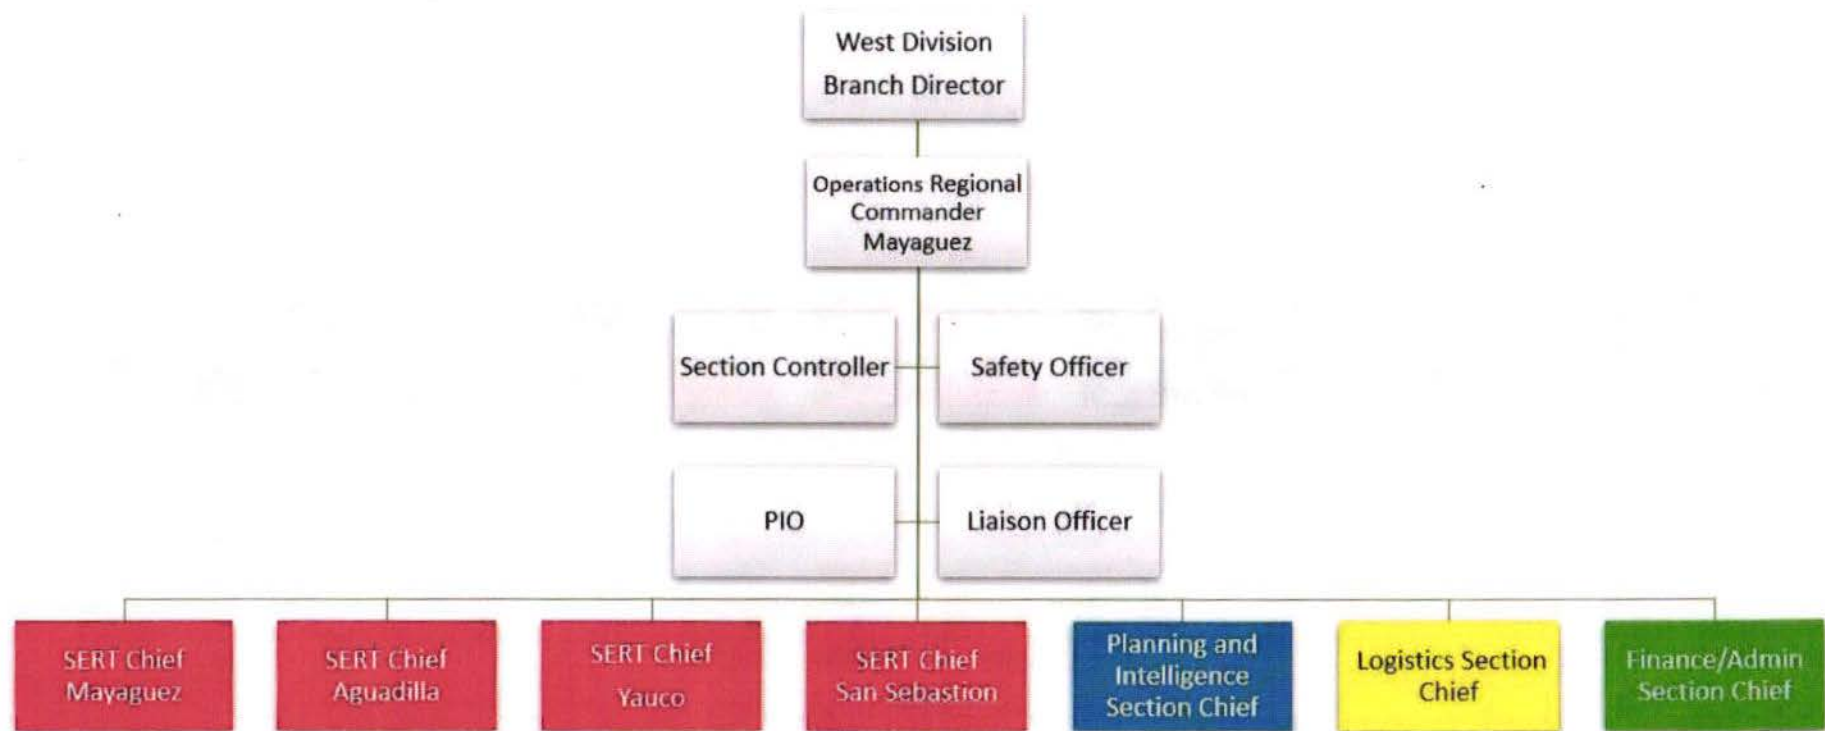 West Division
Branch Director
Operations Regional
Commander
Mayaguez
Section Controller
Safety Officer
PIO
Liaison Officer
SERT Chief
Mayaguez
SERT Chief
Aguadilla
SERT Chief
Yauco
SERT Chief
San Sebastion
Planning and
Intelligence
Section Chief
Logistics Section
Chief
Finance/Admin
Section Chief